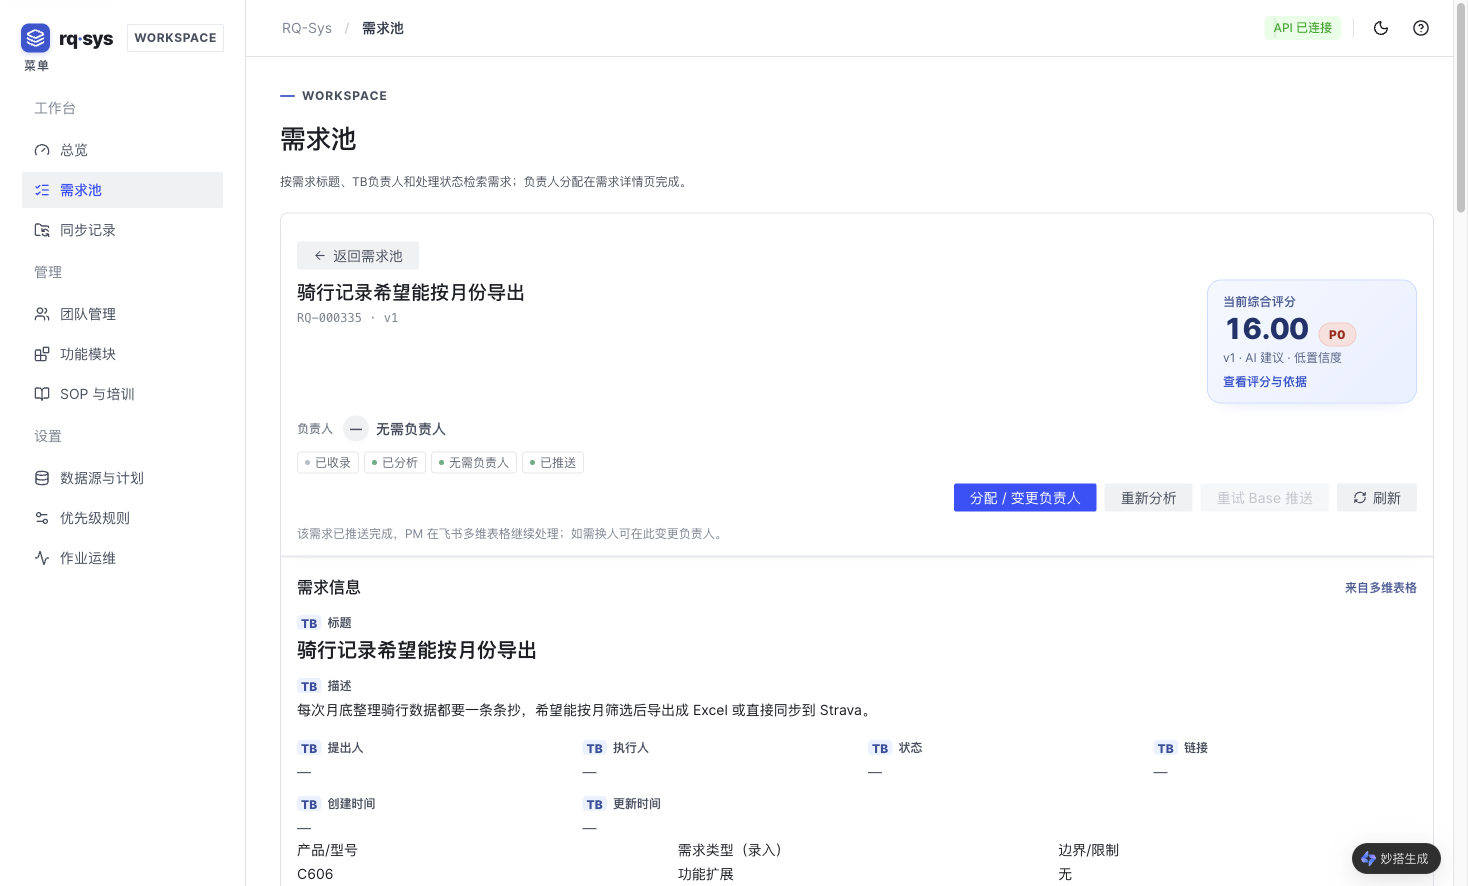 rq·sys WORKSPACE
菜单
工作台
总览
需求池
同步记录
管理
团队管理
功能模块
SOP 与培训
设置
数据源与计划
优先级规则
作业运维
RQ-Sys / 需求池
API 已连接
WORKSPACE
需求池
按需求标题、TB负责人和处理状态检索需求；负责人分配在需求详情页完成。
← 返回需求池
骑行记录希望能按月份导出
RQ-000335 · v1
当前综合评分
16.00 P0
v1 · AI 建议 · 低置信度
查看评分与依据
负责人 — 无需负责人
已收录 已分析 无需负责人 已推送
分配 / 变更负责人 重新分析 重试 Base 推送 刷新
该需求已推送完成，PM 在飞书多维表格继续处理；如需换人可在此变更负责人。
需求信息 来自多维表格
TB 标题
骑行记录希望能按月份导出
TB 描述
每次月底整理骑行数据都要一条条抄，希望能按月筛选后导出成 Excel 或直接同步到 Strava。
TB 提出人 TB 执行人 TB 状态 TB 链接
— — — —
TB 创建时间 TB 更新时间
— —
产品/型号 需求类型（录入） 边界/限制
C606 功能扩展 无
妙搭生成